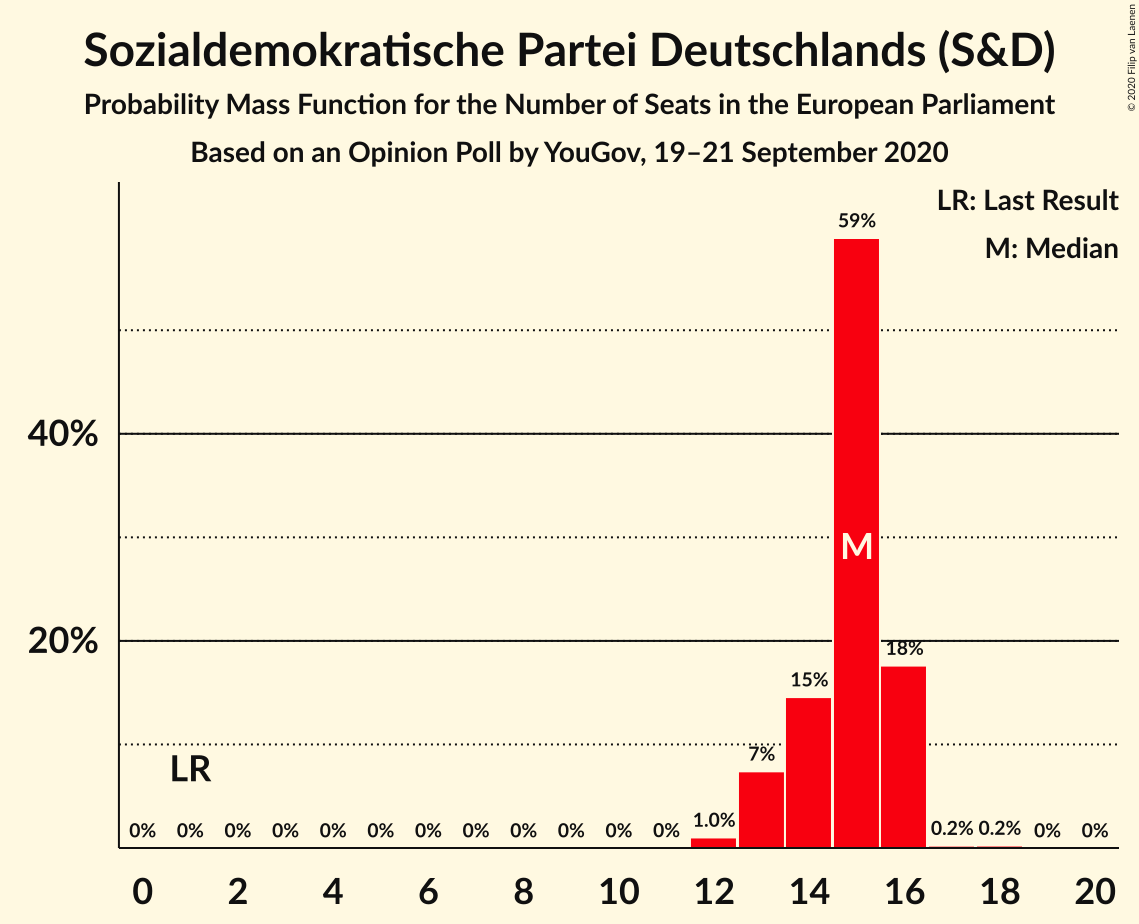 Sozialdemokratische Partei Deutschlands (S&D)
Probability Mass Function for the Number of Seats in the European Parliament
Based on an Opinion Poll by YouGov, 19–21 September 2020
© 2020 Filip van Laenen
LR: Last Result
M: Median
59%
40%
M
20%
18%
15%
7%
LR
0% 0% 0% 0% 0% 0% 0% 0% 0% 0% 0% 0% 1.0% 0.2% 0.2% 0% 0%
0 2 4 6 8 10 12 14 16 18 20